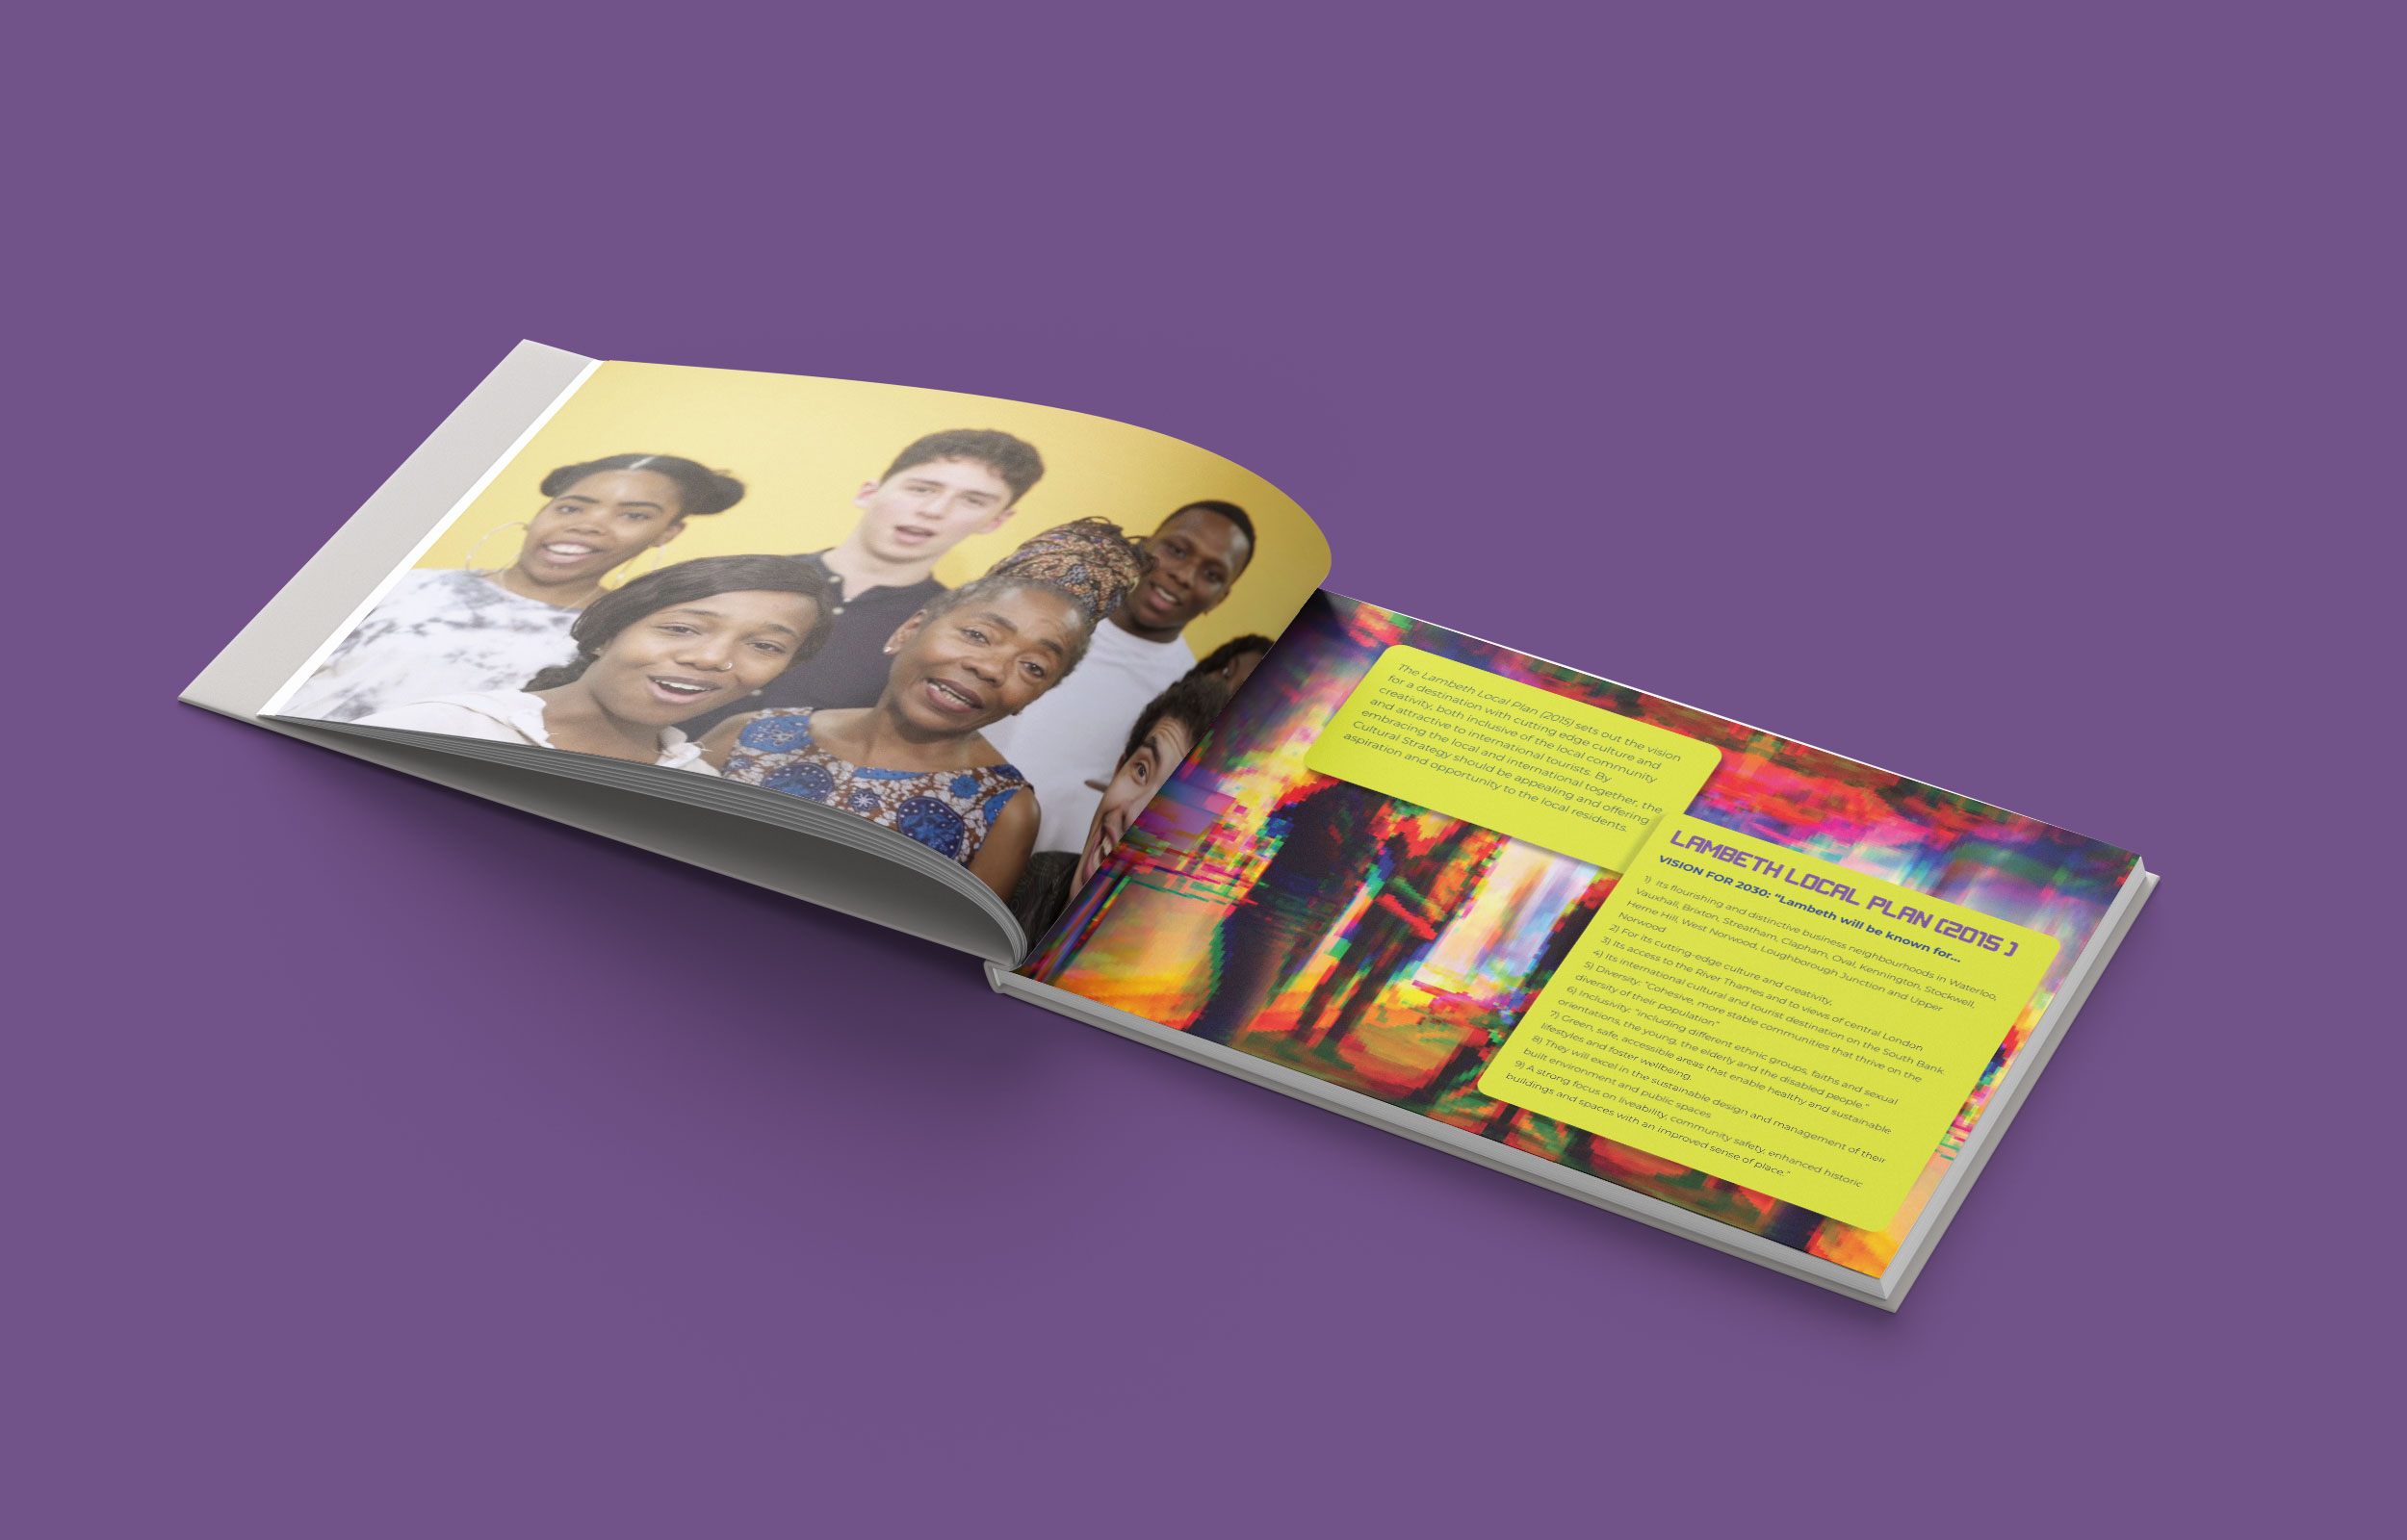 The Lambeth Local Plan (2015) sets out the vision
for a destination with cutting edge culture and
creativity, both inclusive of the local community
and attractive to international tourists. By
embracing the local and international together, the
Cultural Strategy should be appealing and offering
aspiration and opportunity to the local residents.
LAMBETH LOCAL PLAN (2015 )
VISION FOR 2030: “Lambeth will be known for...
1) Its flourishing and distinctive business neighbourhoods in Waterloo,
Vauxhall, Brixton, Streatham, Clapham, Oval, Kennington, Stockwell,
Herne Hill, West Norwood, Loughborough Junction and Upper
Norwood
2) For its cutting-edge culture and creativity,
3) Its access to the River Thames and to views of central London
4) Its international cultural and tourist destination on the South Bank
5) Diversity: “Cohesive, more stable communities that thrive on the
diversity of their population”
6) Inclusivity: “including different ethnic groups, faiths and sexual
orientations, the young, the elderly and the disabled people.”
7) Green, safe, accessible areas that enable healthy and sustainable
lifestyles and foster wellbeing.
8) They will excel in the sustainable design and management of their
built environment and public spaces
9) A strong focus on liveability, community safety, enhanced historic
buildings and spaces with an improved sense of place.”